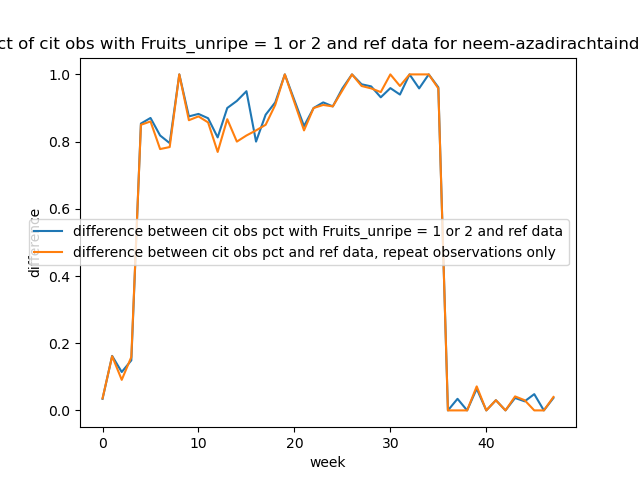 ct of cit obs with Fruits_unripe = 1 or 2 and ref data for neem-azadirachtaind
1.0
0.8
0.6
0.4
0.2
0.0
difference
difference between cit obs pct with Fruits_unripe = 1 or 2 and ref data
difference between cit obs pct and ref data, repeat observations only
0 10 20 30 40
week